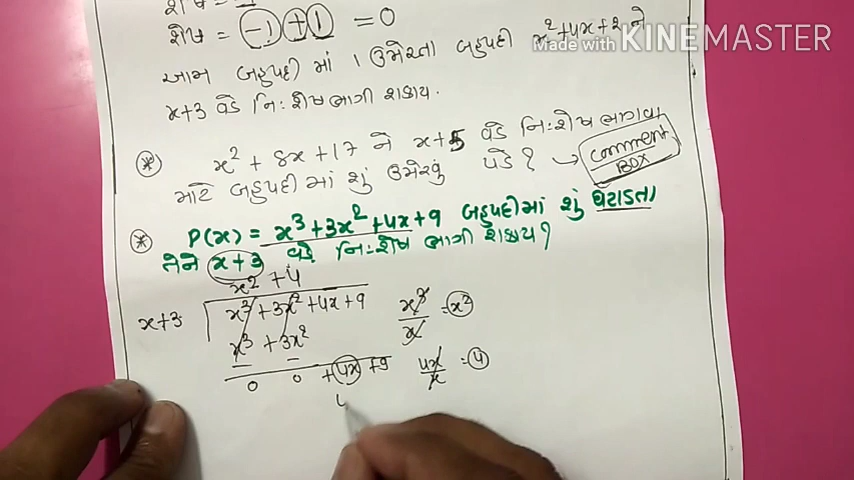 શેષ =
શેષ = (-1) + 1 = 0
આમ બહુપદી માં 1 ઉમેરતા બહુપદી x² + 4x + 2 ને
Made with KINEMASTER
x+3 વડે નિઃશેષ ભાગી શકાય.
* x² + 8x + 17 ને x+5 વડે નિઃશેષ ભાગવા
માટે બહુપદી માં શું ઉમેરવું પડે? → comment BOX
* P(x) = x³ + 3x² + 4x + 9 બહુપદીમાં શું ઘટાડતા
તેને x+3 વડે નિઃશેષ ભાગી શકાય?
x² + 4
x+3 x³ + 3x² + 4x + 9 x³/x = x²
x³ + 3x²
0 0 + 4x + 9 4x/x = 4